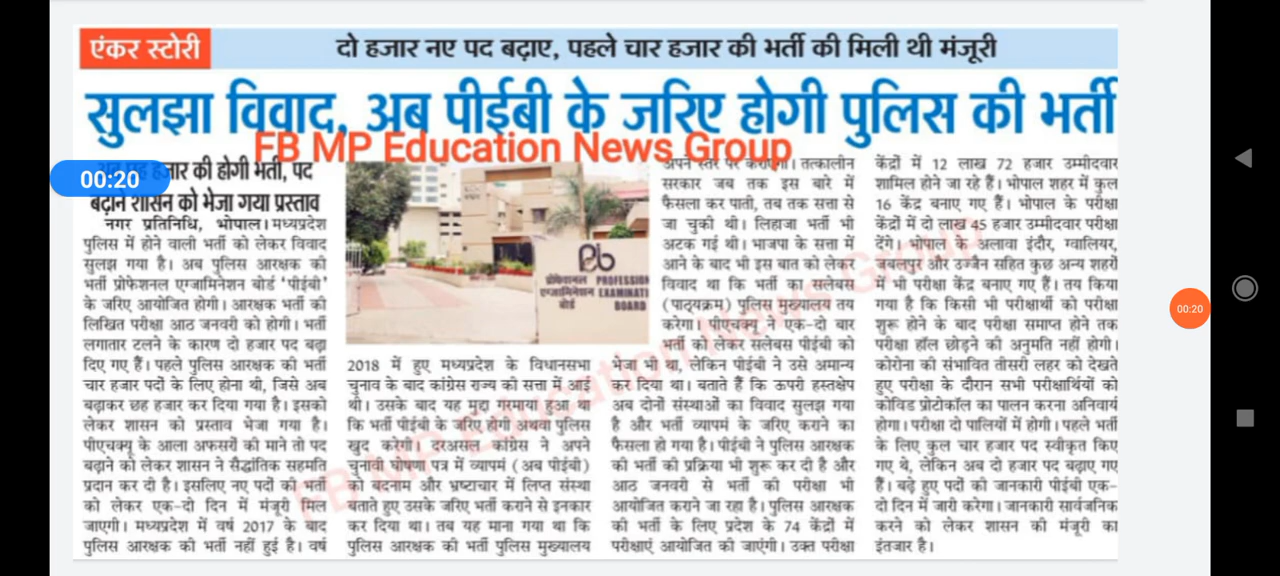 एंकर स्टोरी
दो हजार नए पद बढ़ाए, पहले चार हजार की भर्ती की मिली थी मंजूरी
सुलझा विवाद, अब पीईबी के जरिए होगी पुलिस की भर्ती
FB MP Education News Group
00:20
हजार की होगी भर्ती, पद
बढ़ाने शासन को भेजा गया प्रस्ताव
नगर प्रतिनिधि, भोपाल। मध्यप्रदेश
पुलिस में होने वाली भर्ती को लेकर विवाद
सुलझ गया है। अब पुलिस आरक्षक की
भर्ती प्रोफेशनल एग्जामिनेशन बोर्ड 'पीईबी'
के जरिए आयोजित होगी। आरक्षक भर्ती की
लिखित परीक्षा आठ जनवरी को होगी। भर्ती
लगातार टलने के कारण दो हजार पद बढ़ा
दिए गए हैं। पहले पुलिस आरक्षक की भर्ती
चार हजार पदों के लिए होना थी, जिसे अब
बढ़ाकर छह हजार कर दिया गया है। इसको
लेकर शासन को प्रस्ताव भेजा गया है।
पीएचक्यू के आला अफसरों की माने तो पद
बढ़ाने को लेकर शासन ने सैद्धांतिक सहमति
प्रदान कर दी है। इसलिए नए पदों की भर्ती
को लेकर एक-दो दिन में मंजूरी मिल
जाएगी। मध्यप्रदेश में वर्ष 2017 के बाद
पुलिस आरक्षक की भर्ती नहीं हुई है। वर्ष
प्रोफेशनल PROFESSION
एग्जामिनेशन EXAMINATI
बोर्ड BOARD
2018 में हुए मध्यप्रदेश के विधानसभा
चुनाव के बाद कांग्रेस राज्य की सत्ता में आई
थी। उसके बाद यह मुद्दा गरमाया हुआ था
कि भर्ती पीईबी के जरिए होगी अथवा पुलिस
खुद करेगी। दरअसल कांग्रेस ने अपने
चुनावी घोषणा पत्र में व्यापमं (अब पीईबी)
को बदनाम और भ्रष्टाचार में लिप्त संस्था
बताते हुए उसके जरिए भर्ती कराने से इनकार
कर दिया था। तब यह माना गया था कि
पुलिस आरक्षक की भर्ती पुलिस मुख्यालय
अपने स्तर पर कराएगा। तत्कालीन
सरकार जब तक इस बारे में
फैसला कर पाती, तब तक सत्ता से
जा चुकी थी। लिहाजा भर्ती भी
अटक गई थी। भाजपा के सत्ता में
आने के बाद भी इस बात को लेकर
विवाद था कि भर्ती का सलेबस
(पाठ्यक्रम) पुलिस मुख्यालय तय
करेगा। पीएचक्यू ने एक-दो बार
भर्ती को लेकर सलेबस पीईबी को
भेजा भी था, लेकिन पीईबी ने उसे अमान्य
कर दिया था। बताते हैं कि ऊपरी हस्तक्षेप
अब दोनों संस्थाओं का विवाद सुलझ गया
है और भर्ती व्यापमं के जरिए कराने का
फैसला हो गया है। पीईबी ने पुलिस आरक्षक
की भर्ती की प्रक्रिया भी शुरू कर दी है और
आठ जनवरी से भर्ती की परीक्षा भी
आयोजित कराने जा रहा है। पुलिस आरक्षक
की भर्ती के लिए प्रदेश के 74 केंद्रों में
परीक्षाएं आयोजित की जाएंगी। उक्त परीक्षा
केंद्रों में 12 लाख 72 हजार उम्मीदवार
शामिल होने जा रहे हैं। भोपाल शहर में कुल
16 केंद्र बनाए गए हैं। भोपाल के परीक्षा
केंद्रों में दो लाख 45 हजार उम्मीदवार परीक्षा
देंगे। भोपाल के अलावा इंदौर, ग्वालियर,
जबलपुर और उज्जैन सहित कुछ अन्य शहरों
में भी परीक्षा केंद्र बनाए गए हैं। तय किया
गया है कि किसी भी परीक्षार्थी को परीक्षा
शुरू होने के बाद परीक्षा समाप्त होने तक
परीक्षा हॉल छोड़ने की अनुमति नहीं होगी।
कोरोना की संभावित तीसरी लहर को देखते
हुए परीक्षा के दौरान सभी परीक्षार्थियों को
कोविड प्रोटोकॉल का पालन करना अनिवार्य
होगा। परीक्षा दो पालियों में होगी। पहले भर्ती
के लिए कुल चार हजार पद स्वीकृत किए
गए थे, लेकिन अब दो हजार पद बढ़ाए गए
हैं। बढ़े हुए पदों की जानकारी पीईबी एक-
दो दिन में जारी करेगा। जानकारी सार्वजनिक
करने को लेकर शासन की मंजूरी का
इंतजार है।
FB MP Education News Group
00:20